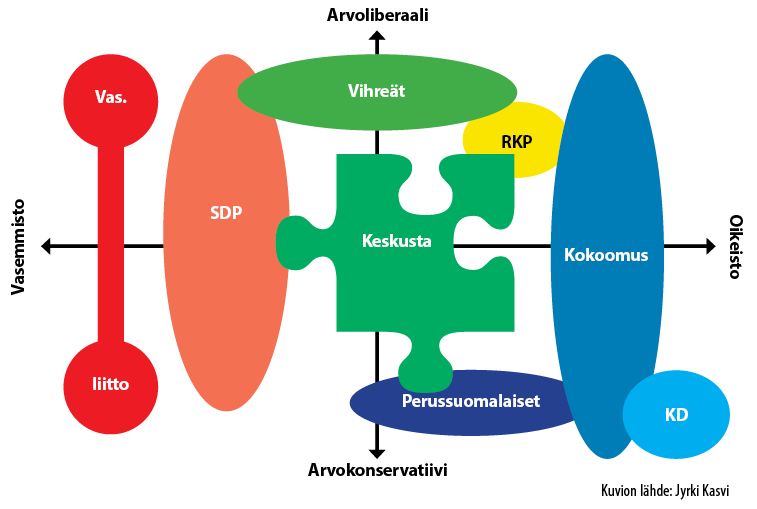 Arvoliberaali
Vas.
Vihreät
RKP
SDP
Keskusta
Kokoomus
Vasemmisto
Oikeisto
liitto
Perussuomalaiset
KD
Arvokonservatiivi
Kuvion lähde: Jyrki Kasvi